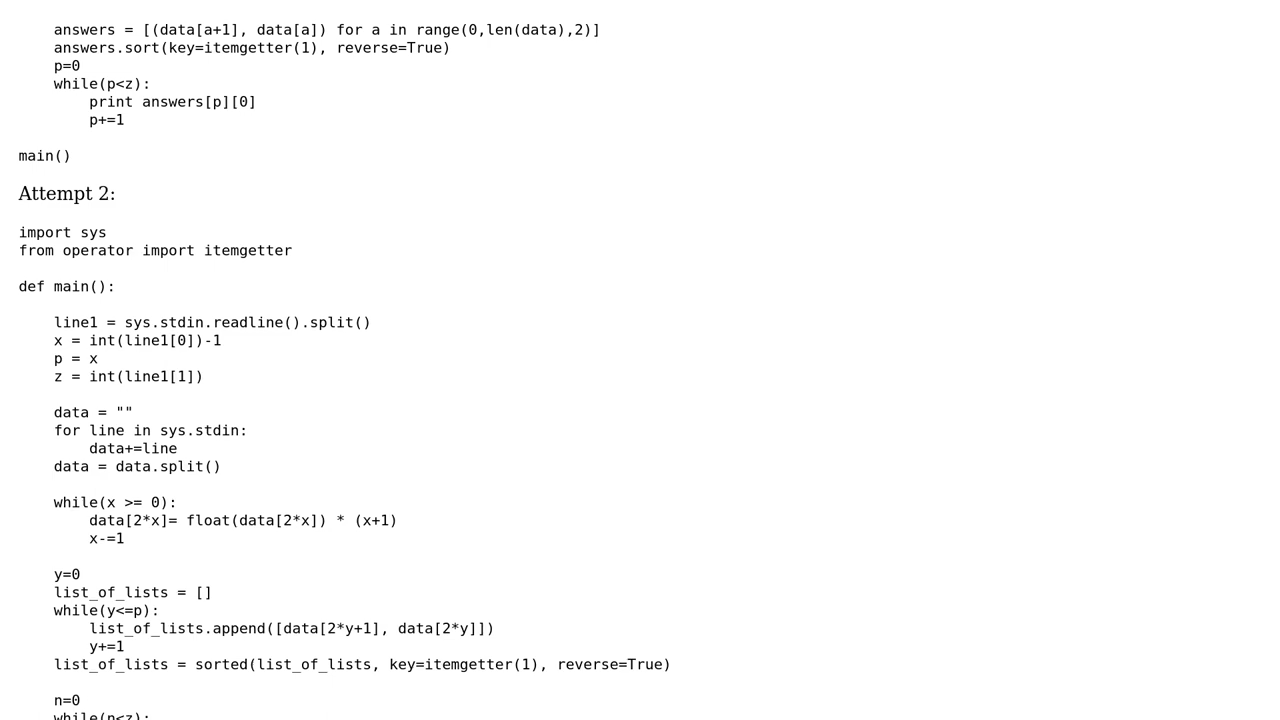 answers = [(data[a+1], data[a]) for a in range(0,len(data),2)]
    answers.sort(key=itemgetter(1), reverse=True)
    p=0
    while(p<z):
        print answers[p][0]
        p+=1

main()

Attempt 2:

import sys
from operator import itemgetter

def main():

    line1 = sys.stdin.readline().split()
    x = int(line1[0])-1
    p = x
    z = int(line1[1])

    data = ""
    for line in sys.stdin:
        data+=line
    data = data.split()

    while(x >= 0):
        data[2*x]= float(data[2*x]) * (x+1)
        x-=1

    y=0
    list_of_lists = []
    while(y<=p):
        list_of_lists.append([data[2*y+1], data[2*y]])
        y+=1
    list_of_lists = sorted(list_of_lists, key=itemgetter(1), reverse=True)

    n=0
    while(n<z):